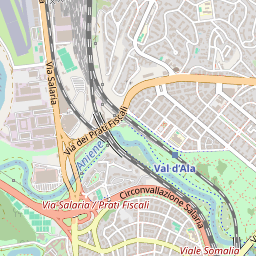 Via Salaria
Via dei Prati Fiscali
Aniene
Val d'Ala
Circonvallazione Salaria
Via Salaria / Prati Fiscali
Viale Somalia